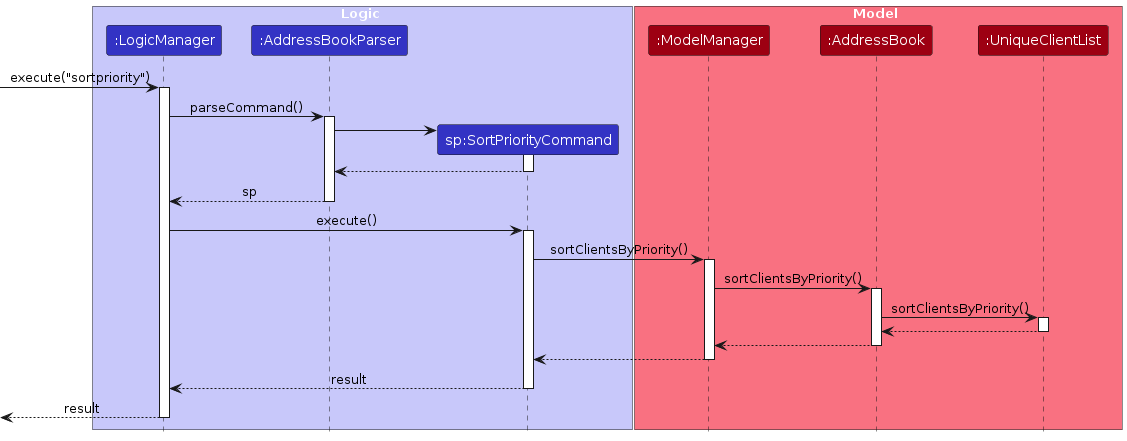 Logic
Model
:LogicManager
:AddressBookParser
:ModelManager
:AddressBook
:UniqueClientList
execute("sortpriority")
parseCommand()
sp:SortPriorityCommand
sp
execute()
sortClientsByPriority()
sortClientsByPriority()
sortClientsByPriority()
result
result